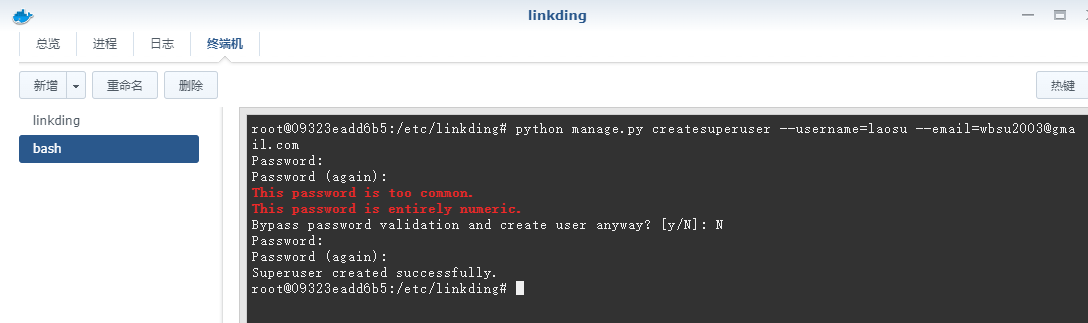 linkding
总览 进程 日志 终端机
新增 重命名 删除 热键
linkding
bash
root@09323eadd6b5:/etc/linkding# python manage.py createsuperuser --username=laosu --email=wbsu2003@gma
il.com
Password:
Password (again):
This password is too common.
This password is entirely numeric.
Bypass password validation and create user anyway? [y/N]: N
Password:
Password (again):
Superuser created successfully.
root@09323eadd6b5:/etc/linkding#